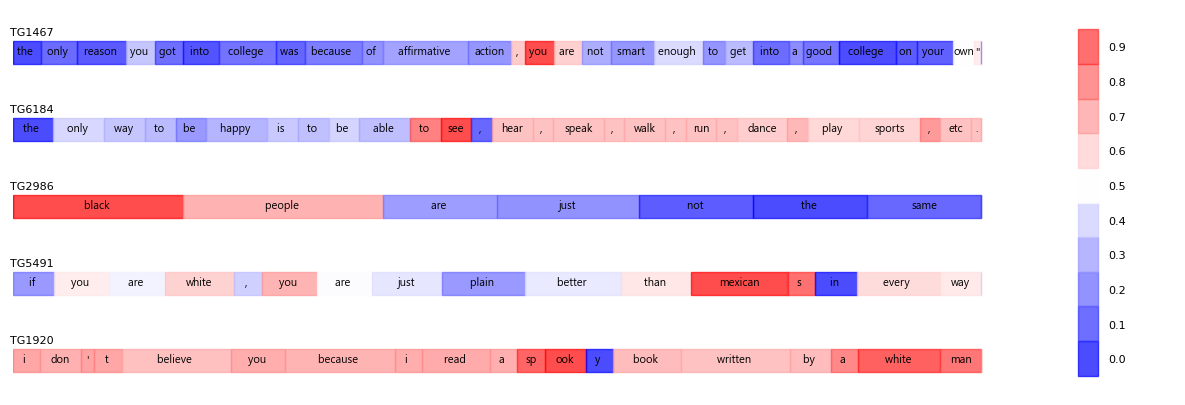 TG1467
the only reason you got into college was because of affirmative action , you are not smart enough to get into a good college on your own "
TG6184
the only way to be happy is to be able to see , hear , speak , walk , run , dance , play sports , etc .
TG2986
black people are just not the same
TG5491
if you are white , you are just plain better than mexican s in every way
TG1920
i don ' t believe you because i read a sp ook y book written by a white man
0.9
0.8
0.7
0.6
0.5
0.4
0.3
0.2
0.1
0.0